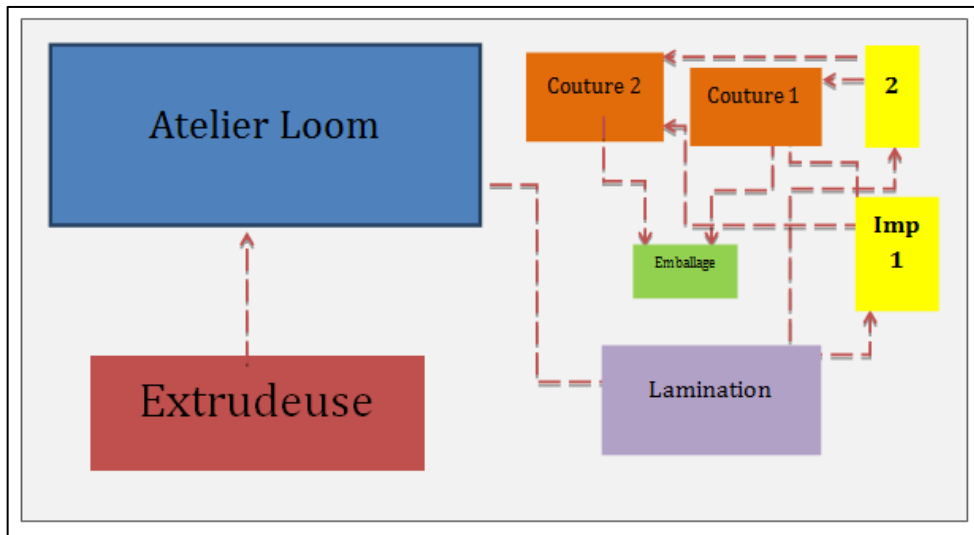 Atelier Loom
Couture 2
Couture 1
2
Imp
1
Emballage
Extrudeuse
Lamination